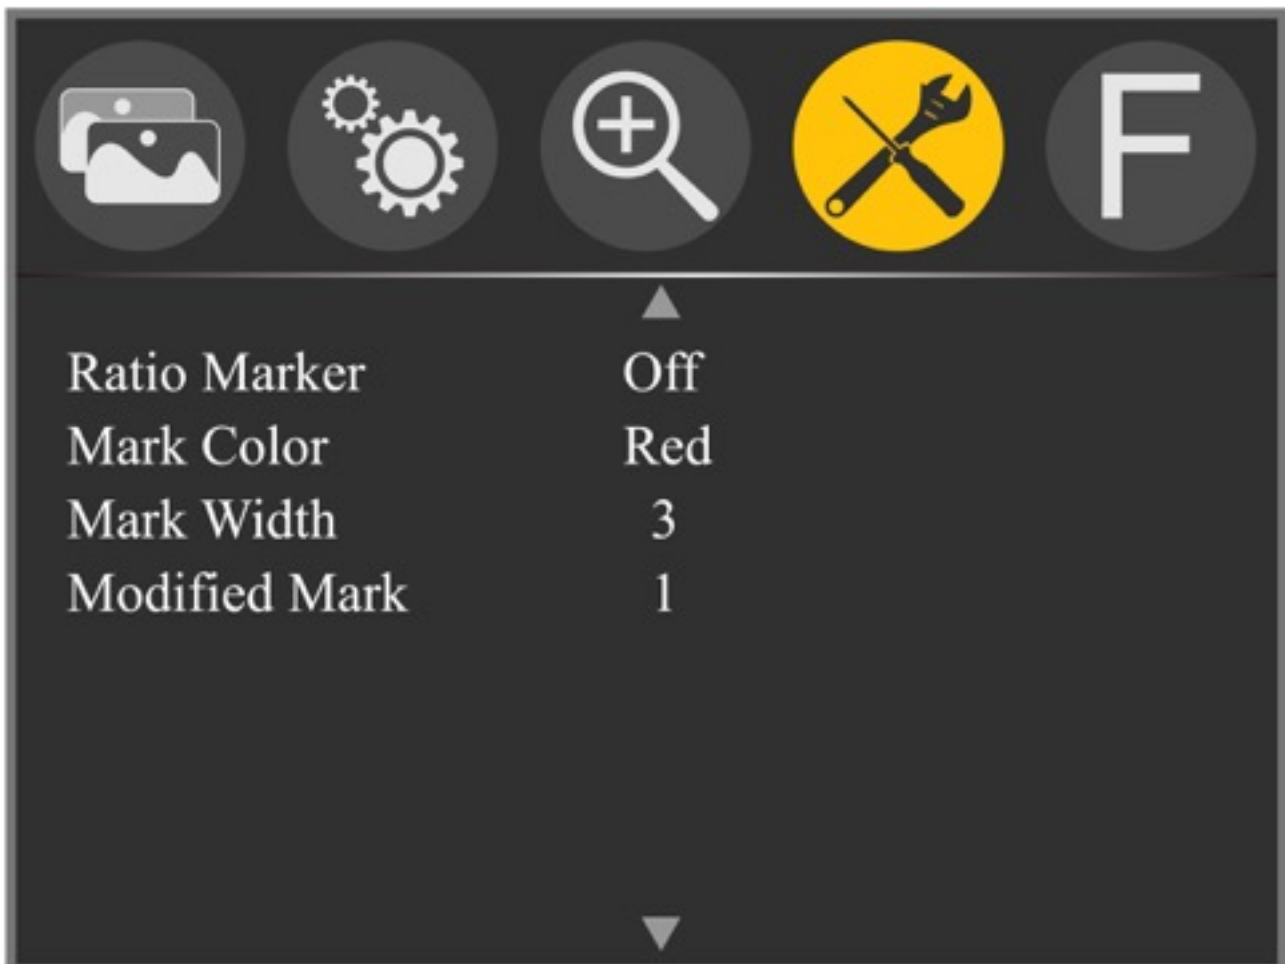 F
Ratio Marker Off
Mark Color Red
Mark Width 3
Modified Mark 1